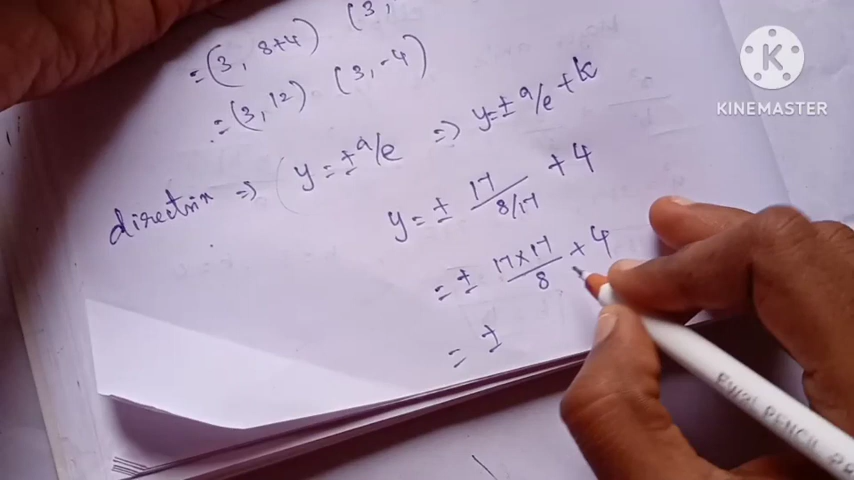 (3,
= (3, 8+4)
= (3, 12) (3, -4)
directrix => (y = ± a/e => y = ± a/e + k
y = ± 17 / 8/17 + 4
= ± 17×17 / 8 + 4
= ±
K
KINEMASTER